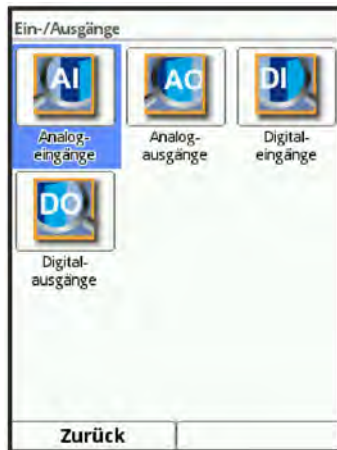 Ein-/Ausgänge
AI
AO
DI
Analog-
eingänge
Analog-
ausgänge
Digital-
eingänge
DO
Digital-
ausgänge
Zurück